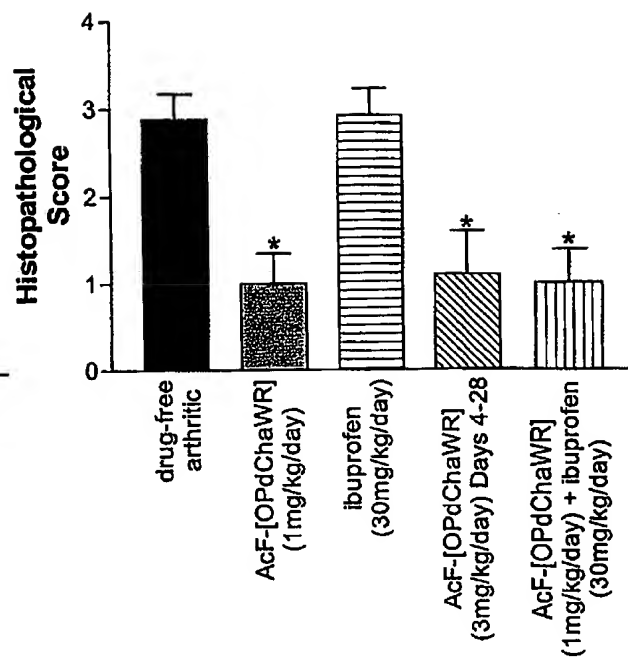 Histopathological
Score
4
3
2
1
0
*
*
*
drug-free
arthritic
AcF-[OPdChaWR]
(1mg/kg/day)
ibuprofen
(30mg/kg/day)
AcF-[OPdChaWR]
(3mg/kg/day) Days 4-28
AcF-[OPdChaWR]
(1mg/kg/day) + ibuprofen
(30mg/kg/day)